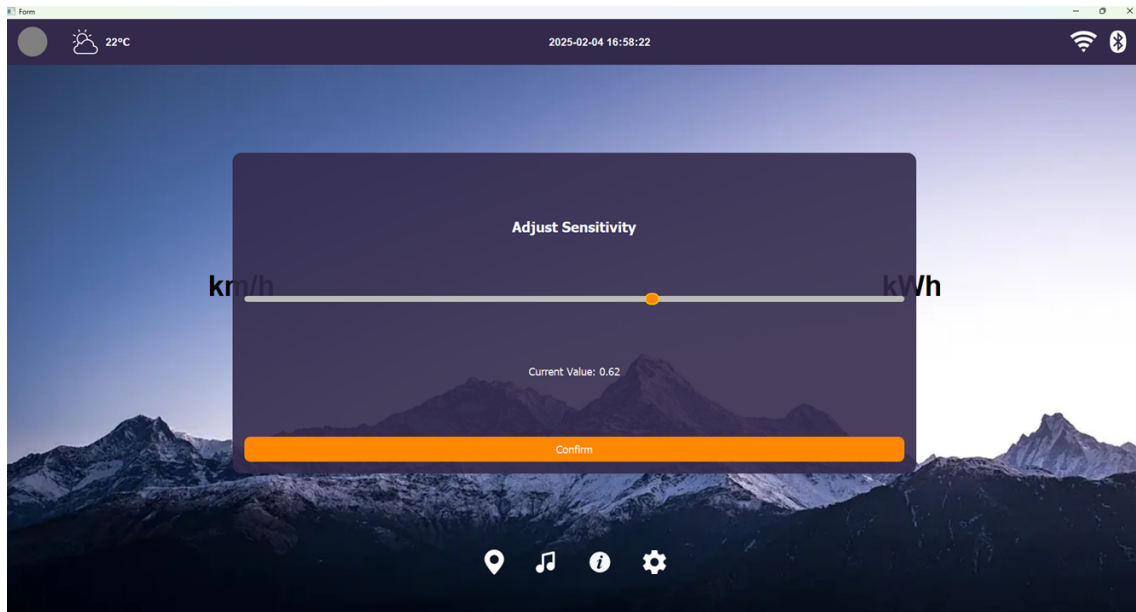 Form
22°C
2025-02-04 16:58:22
Adjust Sensitivity
km/h
kWh
Current Value: 0.62
Confirm